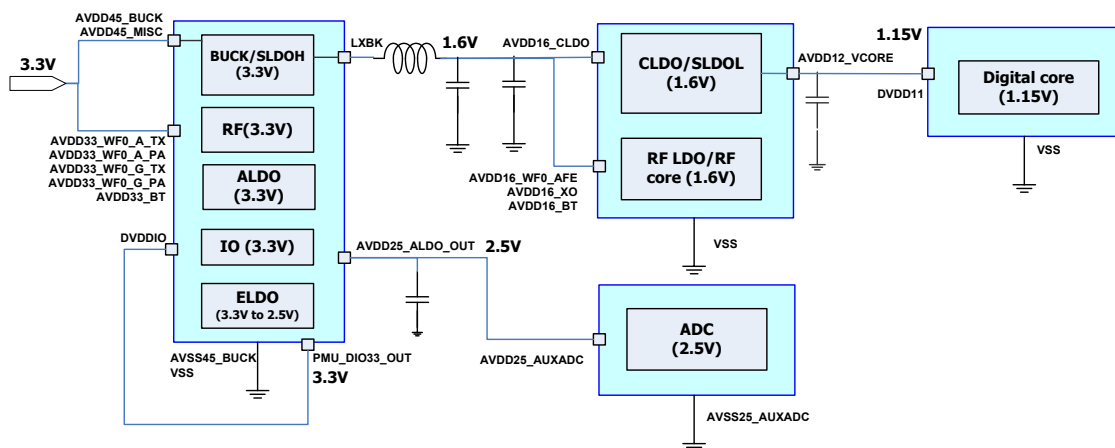 AVDD45_BUCK
AVDD45_MISC
3.3V
BUCK/SLDOH
(3.3V)
RF(3.3V)
AVDD33_WF0_A_TX
AVDD33_WF0_A_PA
AVDD33_WF0_G_TX
AVDD33_WF0_G_PA
AVDD33_BT
ALDO
(3.3V)
DVDDIO
IO (3.3V)
ELDO
(3.3V to 2.5V)
AVSS45_BUCK
VSS
PMU_DIO33_OUT
3.3V
LXBK
1.6V
AVDD16_CLDO
CLDO/SLDOL
(1.6V)
RF LDO/RF
core (1.6V)
AVDD16_WF0_AFE
AVDD16_XO
AVDD16_BT
VSS
AVDD25_ALDO_OUT
2.5V
AVDD25_AUXADC
ADC
(2.5V)
AVSS25_AUXADC
AVDD12_VCORE
1.15V
DVDD11
Digital core
(1.15V)
VSS